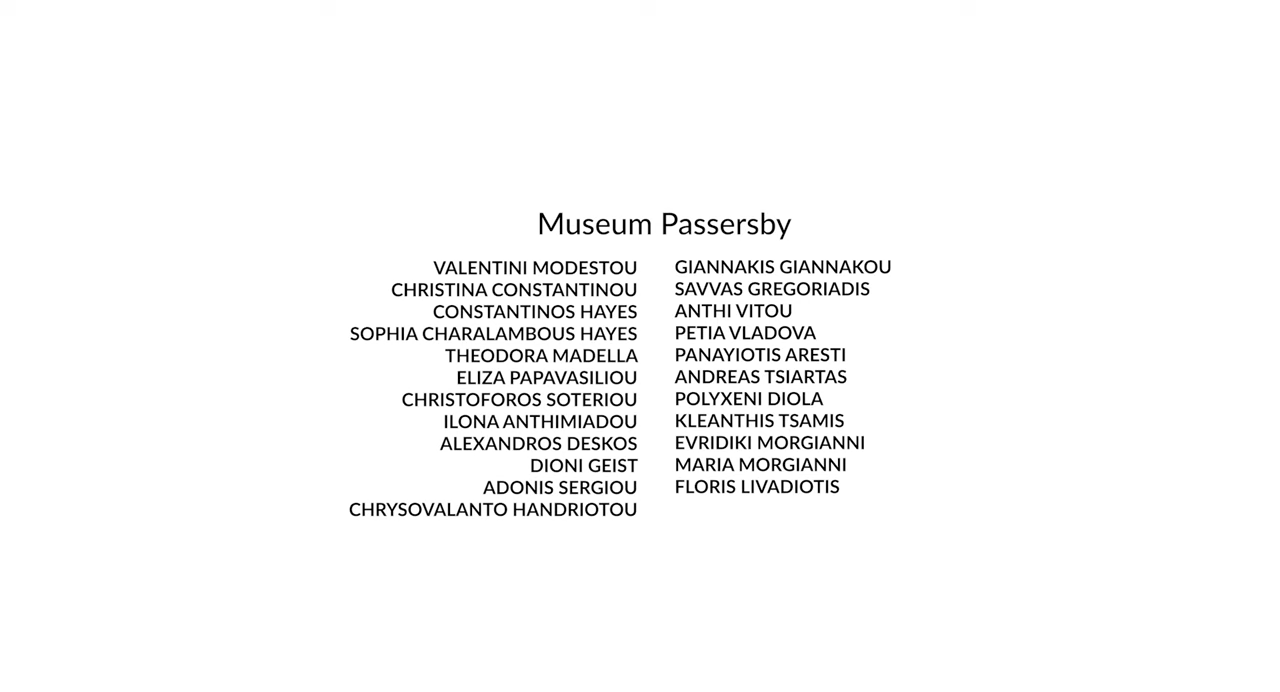 Museum Passersby
VALENTINI MODESTOU
CHRISTINA CONSTANTINOU
CONSTANTINOS HAYES
SOPHIA CHARALAMBOUS HAYES
THEODORA MADELLA
ELIZA PAPAVASILIOU
CHRISTOFOROS SOTERIOU
ILONA ANTHIMIADOU
ALEXANDROS DESKOS
DIONI GEIST
ADONIS SERGIOU
CHRYSOVALANTO HANDRIOTOU
GIANNAKIS GIANNAKOU
SAVVAS GREGORIADIS
ANTHI VITOU
PETIA VLADOVA
PANAYIOTIS ARESTI
ANDREAS TSIARTAS
POLYXENI DIOLA
KLEANTHIS TSAMIS
EVRIDIKI MORGIANNI
MARIA MORGIANNI
FLORIS LIVADIOTIS